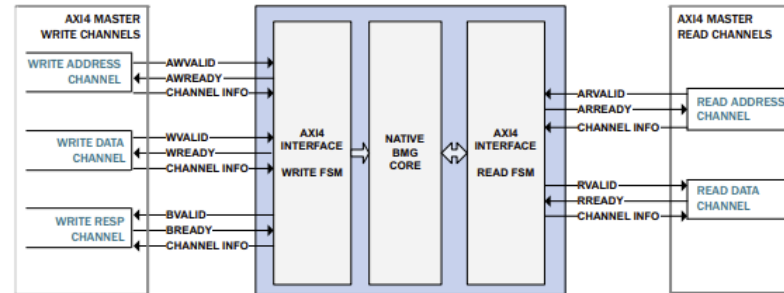 AXI4 MASTER
WRITE CHANNELS
WRITE ADDRESS
CHANNEL
AWVALID
AWREADY
CHANNEL INFO
WRITE DATA
CHANNEL
WVALID
WREADY
CHANNEL INFO
WRITE RESP
CHANNEL
BVALID
BREADY
CHANNEL INFO
AXI4
INTERFACE
WRITE FSM
NATIVE
BMG
CORE
AXI4
INTERFACE
READ FSM
ARVALID
ARREADY
CHANNEL INFO
RVALID
RREADY
CHANNEL INFO
AXI4 MASTER
READ CHANNELS
READ ADDRESS
CHANNEL
READ DATA
CHANNEL